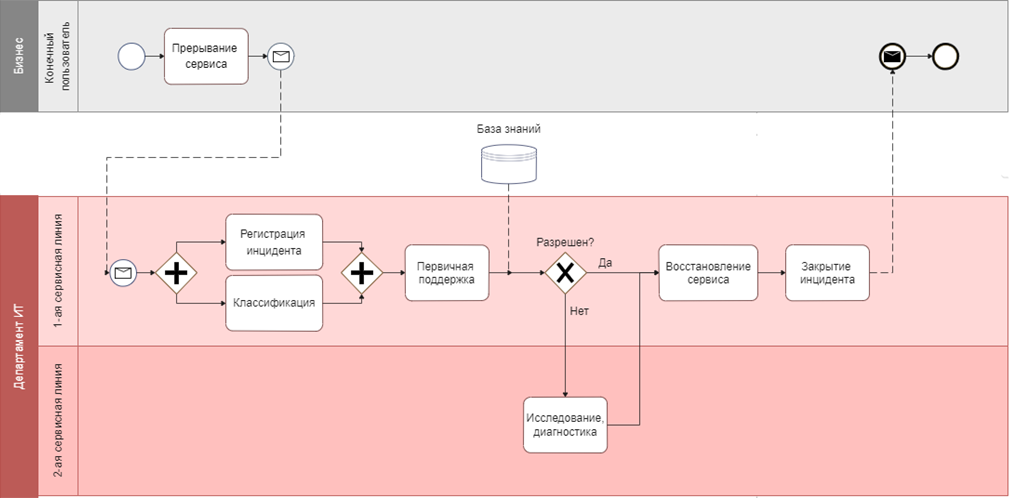 Бизнес
Конечный
пользователь
Прерывание
сервиса
База знаний
Департамент ИТ
1-ая сервисная линия
Регистрация
инцидента
Классификация
Первичная
поддержка
Разрешен?
Да
Нет
Восстановление
сервиса
Закрытие
инцидента
2-ая сервисная линия
Исследование,
диагностика